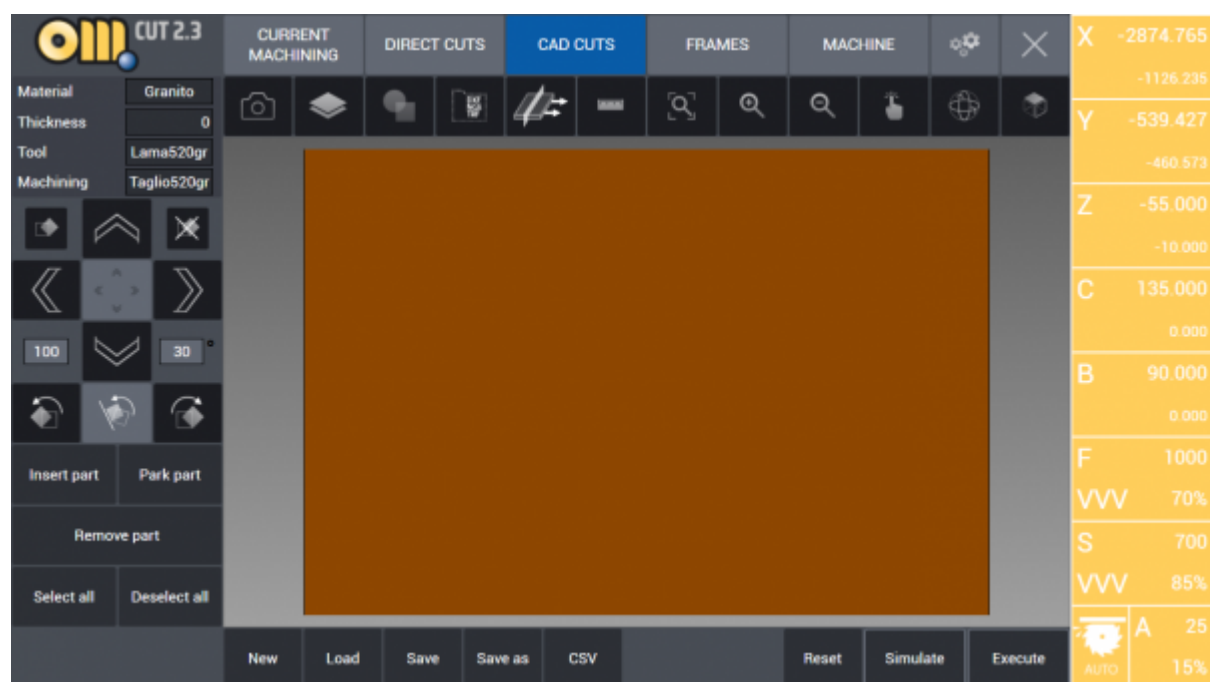 om CUT 2.3
CURRENT
MACHINING
DIRECT CUTS
CAD CUTS
FRAMES
MACHINE
Material Granito
Thickness 0
Tool Lama520gr
Machining Taglio520gr
100
30 °
Insert part
Park part
Remove part
Select all
Deselect all
New
Load
Save
Save as
CSV
Reset
Simulate
Execute
X -2874.765
-1126.235
Y -539.427
-460.573
Z -55.000
-10.000
C 135.000
0.000
B 90.000
0.000
F 1000
VVV 70%
S 700
VVV 85%
AUTO
A 25
15%